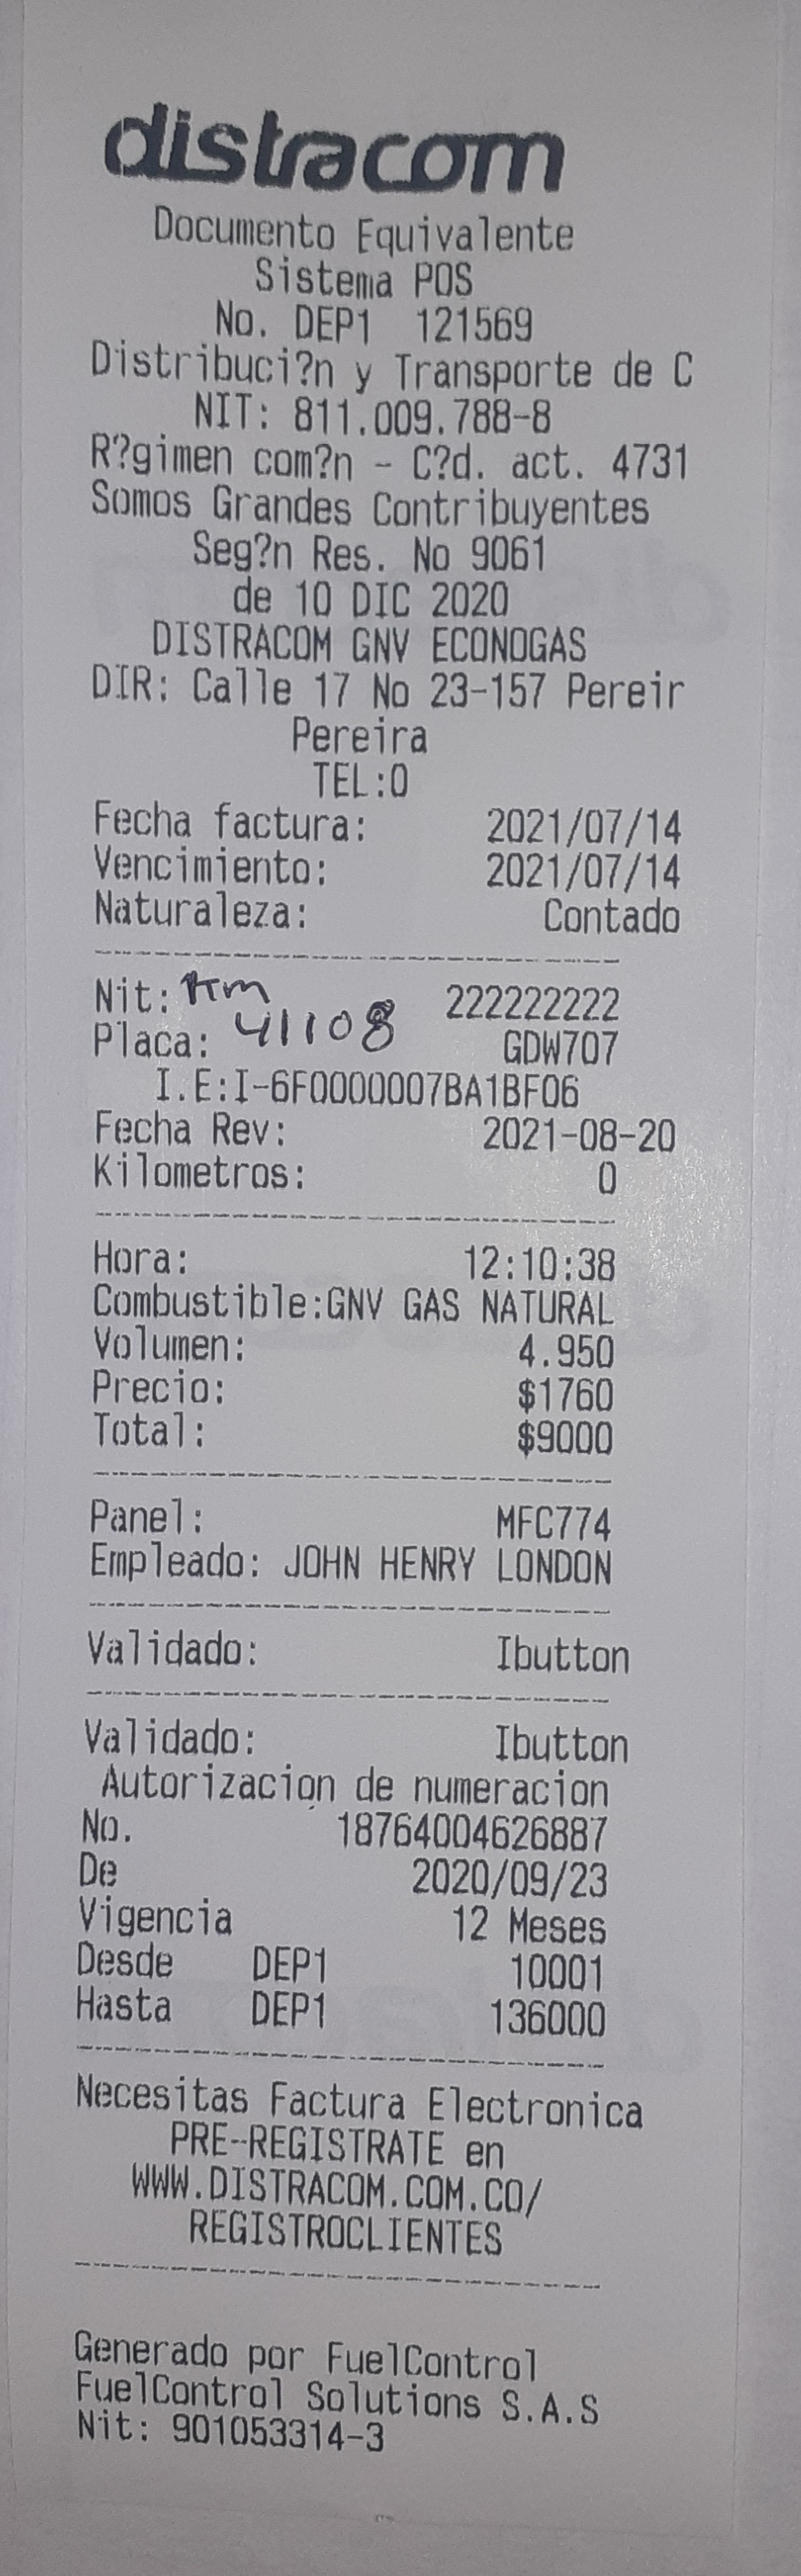 distracom
Documento Equivalente
Sistema POS
No. DEP1 121569
Distribuci?n y Transporte de C
NIT: 811.009.788-8
R?gimen com?n - C?d. act. 4731
Somos Grandes Contribuyentes
Seg?n Res. No 9061
de 10 DIC 2020
DISTRACOM GNV ECONOGAS
DIR: Calle 17 No 23-157 Pereir
Pereira
TEL:0
Fecha factura: 2021/07/14
Vencimiento: 2021/07/14
Naturaleza: Contado
Nit: Km 222222222
Placa: 41108 GDW707
I.E:I-6F0000007BA1BF06
Fecha Rev: 2021-08-20
Kilometros: 0
Hora: 12:10:38
Combustible:GNV GAS NATURAL
Volumen: 4.950
Precio: $1760
Total: $9000
Panel: MFC774
Empleado: JOHN HENRY LONDON
Validado: Ibutton
Validado: Ibutton
Autorizacion de numeracion
No. 18764004626887
De 2020/09/23
Vigencia 12 Meses
Desde DEP1 10001
Hasta DEP1 136000
Necesitas Factura Electronica
PRE-REGISTRATE en
WWW.DISTRACOM.COM.CO/
REGISTROCLIENTES
Generado por FuelControl
FuelControl Solutions S.A.S
Nit: 901053314-3